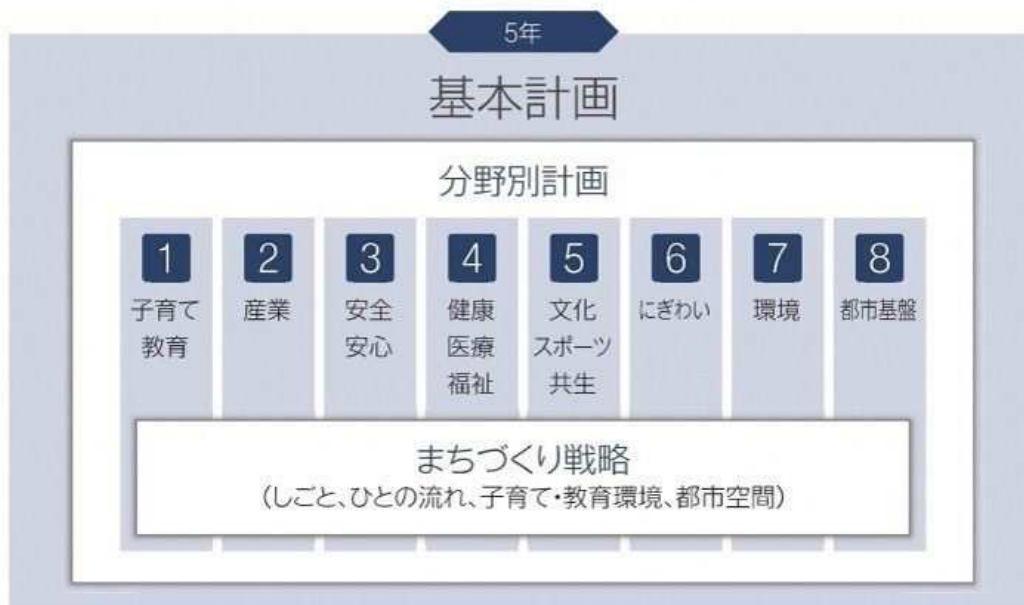 5年
基本計画
分野別計画
1
子育て
教育
2
産業
3
安全
安心
4
健康
医療
福祉
5
文化
スポーツ
共生
6
にぎわい
7
環境
8
都市基盤
まちづくり戦略
(しごと、ひとの流れ、子育て・教育環境、都市空間)